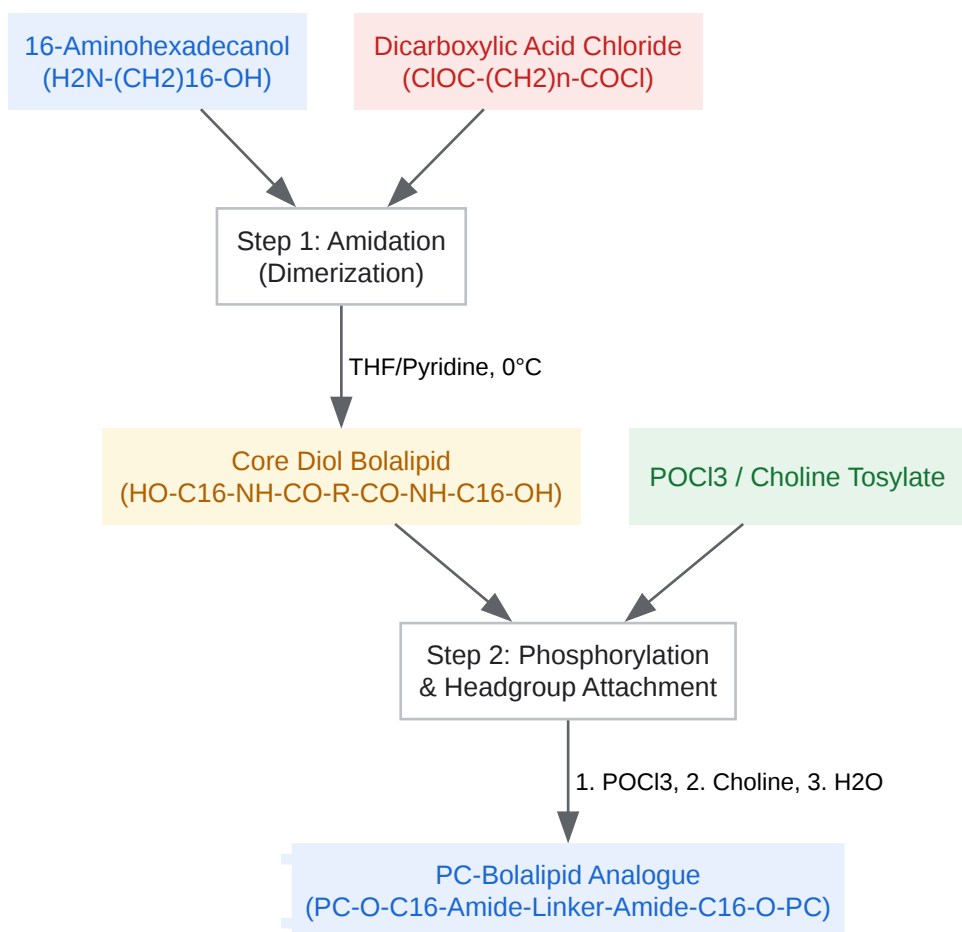 16-Aminohexadecanol
(H2N-(CH2)16-OH)
Dicarboxylic Acid Chloride
(ClOC-(CH2)n-COCl)
Step 1: Amidation
(Dimerization)
THF/Pyridine, 0°C
Core Diol Bolalipid
(HO-C16-NH-CO-R-CO-NH-C16-OH)
POCl3 / Choline Tosylate
Step 2: Phosphorylation
& Headgroup Attachment
1. POCl3, 2. Choline, 3. H2O
PC-Bolalipid Analogue
(PC-O-C16-Amide-Linker-Amide-C16-O-PC)